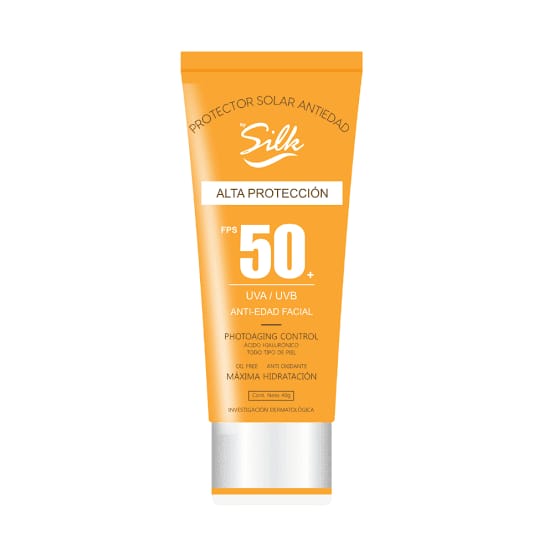 PROTECTOR SOLAR ANTIEDAD
by
Silk
ALTA PROTECCIÓN
FPS 50+
UVA / UVB
ANTI-EDAD FACIAL
PHOTOAGING CONTROL
ÁCIDO HIALURÓNICO
TODO TIPO DE PIEL
OIL FREE ANTI OXIDANTE
MÁXIMA HIDRATACIÓN
Cont. Neto 40g
INVESTIGACIÓN DERMATOLÓGICA